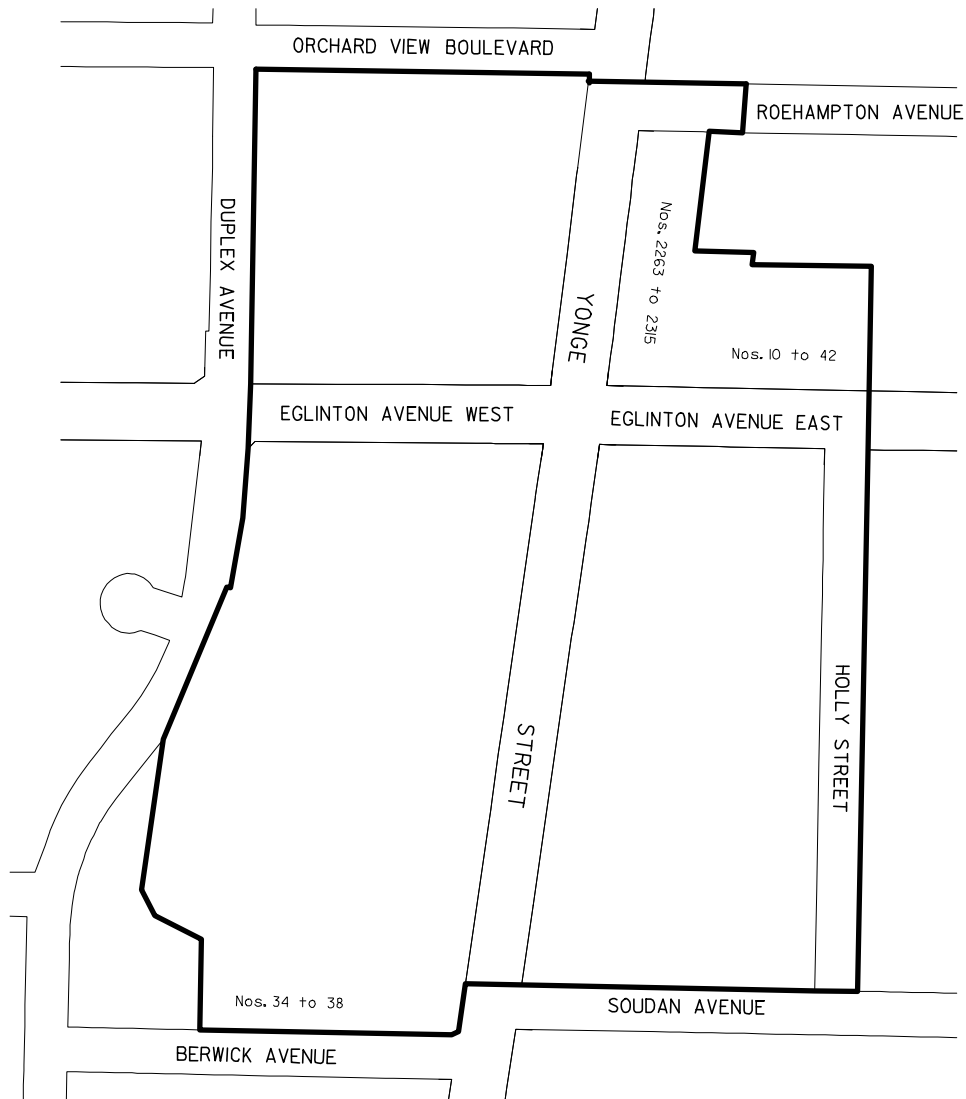 ORCHARD VIEW BOULEVARD
ROEHAMPTON AVENUE
DUPLEX AVENUE
Nos. 2263 to 2315
YONGE
Nos. 10 to 42
EGLINTON AVENUE WEST
EGLINTON AVENUE EAST
HOLLY STREET
STREET
Nos. 34 to 38
SOUDAN AVENUE
BERWICK AVENUE